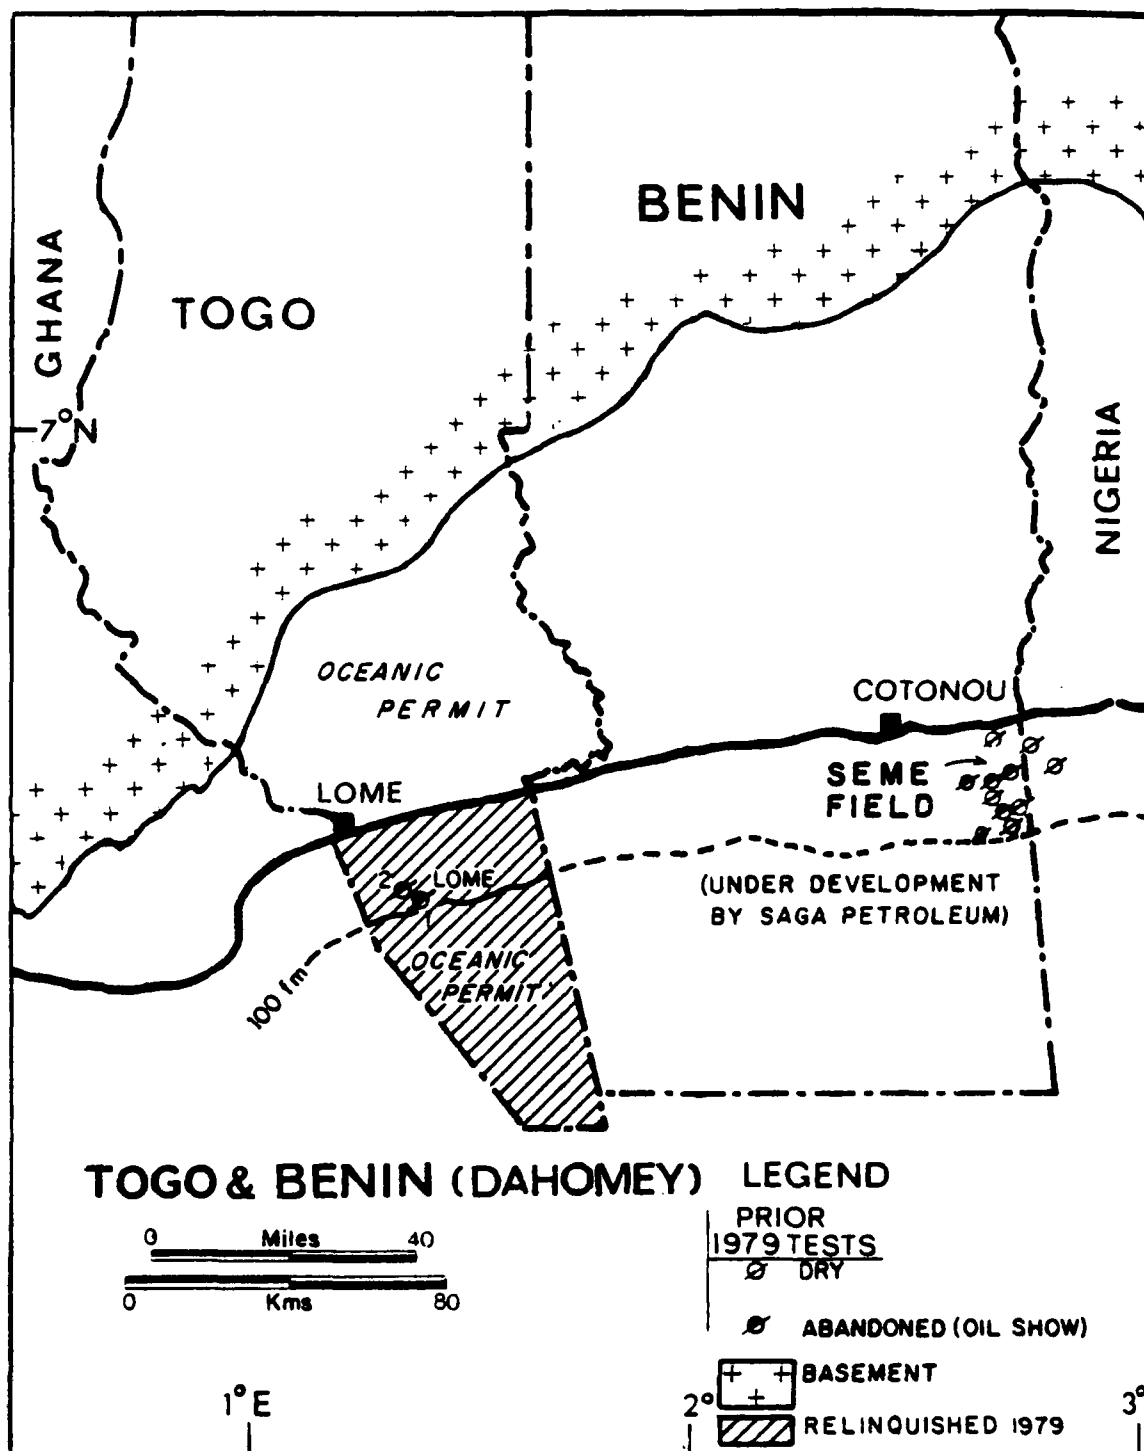 BENIN
GHANA
TOGO
7°N
NIGERIA
OCEANIC
PERMIT
COTONOU
SEME
FIELD
LOME
2 LOME
(UNDER DEVELOPMENT
BY SAGA PETROLEUM)
OCEANIC
PERMIT
100 fm
TOGO & BENIN (DAHOMEY)
0 Miles 40
0 Kms 80
LEGEND
PRIOR
1979 TESTS
DRY
ABANDONED (OIL SHOW)
BASEMENT
RELINQUISHED 1979
1°E
2°
3°